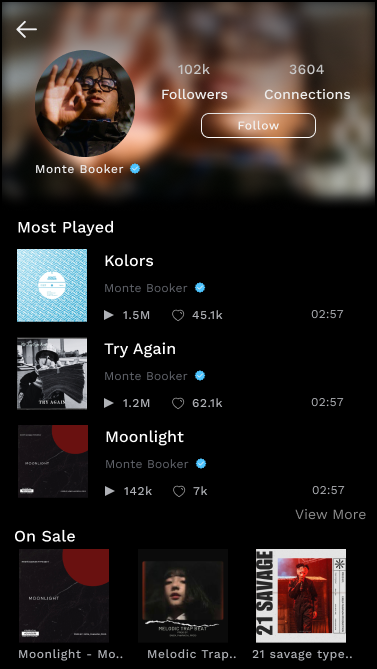 102k 3604
Followers Connections
Follow
Monte Booker
Most Played
Kolors
Monte Booker
1.5M 45.1k 02:57
Try Again
Monte Booker
TRY AGAIN
1.2M 62.1k 02:57
Moonlight
MOONLIGHT
Monte Booker
142k 7k 02:57
View More
On Sale
MOONLIGHT
MELODIC TRAP BEAT
21 SAVAGE
Moonlight - Mo.. Melodic Trap.. 21 savage type..